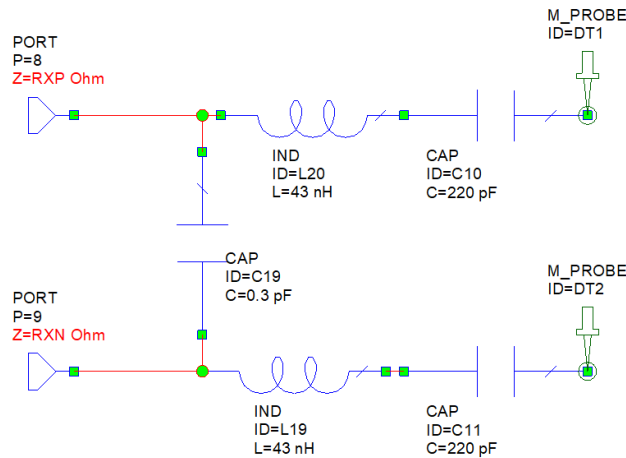 M_PROBE
ID=DT1
PORT
P=8
Z=RXP Ohm
IND
ID=L20
L=43 nH
CAP
ID=C10
C=220 pF
CAP
ID=C19
C=0.3 pF
M_PROBE
ID=DT2
PORT
P=9
Z=RXN Ohm
IND
ID=L19
L=43 nH
CAP
ID=C11
C=220 pF